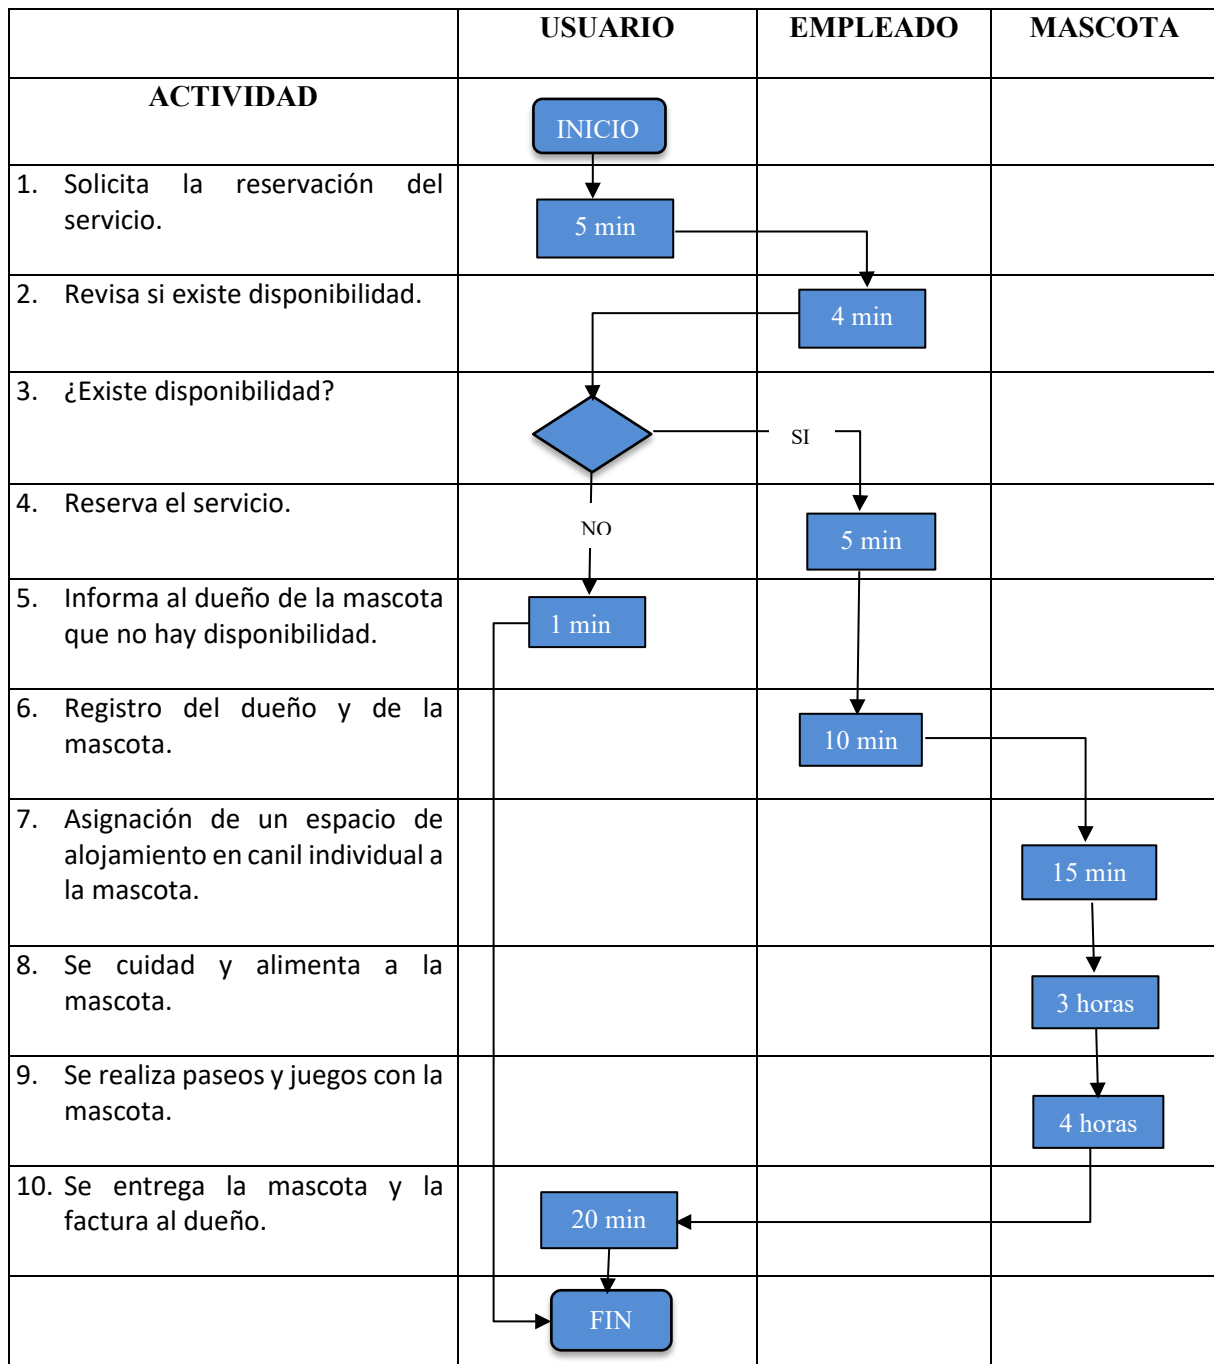 USUARIO EMPLEADO MASCOTA
ACTIVIDAD
INICIO
1. Solicita la reservación del
servicio.
5 min
2. Revisa si existe disponibilidad.
4 min
3. ¿Existe disponibilidad?
SI
4. Reserva el servicio.
NO
5 min
5. Informa al dueño de la mascota
que no hay disponibilidad.
1 min
6. Registro del dueño y de la
mascota.
10 min
7. Asignación de un espacio de
alojamiento en canil individual a
la mascota.
15 min
8. Se cuidad y alimenta a la
mascota.
3 horas
9. Se realiza paseos y juegos con la
mascota.
4 horas
10. Se entrega la mascota y la
factura al dueño.
20 min
FIN